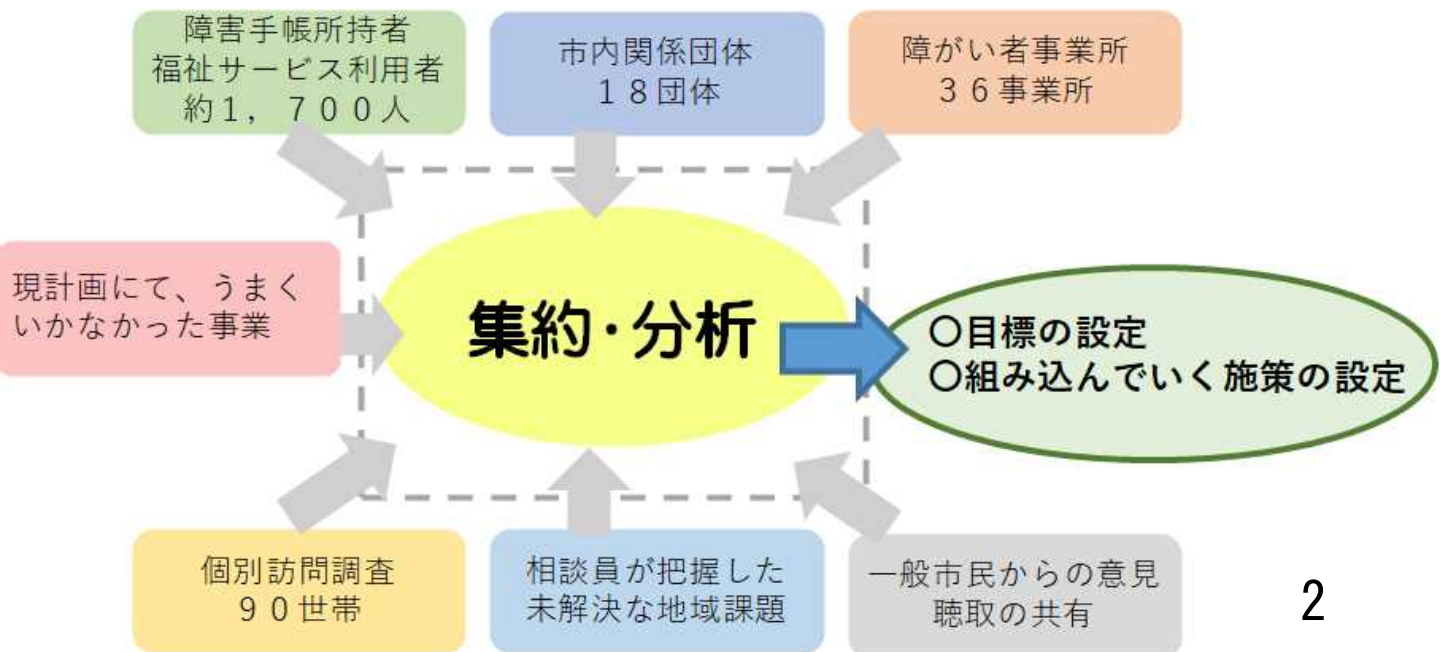 障害手帳所持者
福祉サービス利用者
約１，７００人
市内関係団体
１８団体
障がい者事業所
３６事業所
現計画にて、うまく
いかなかった事業
集約・分析
〇目標の設定
〇組み込んでいく施策の設定
個別訪問調査
９０世帯
相談員が把握した
未解決な地域課題
一般市民からの意見
聴取の共有
2